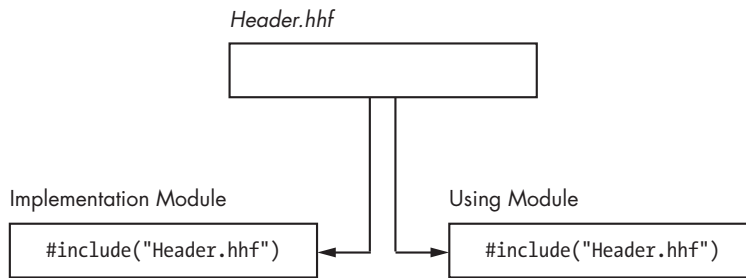 Header.hhf
Implementation Module
Using Module
#include("Header.hhf")
#include("Header.hhf")